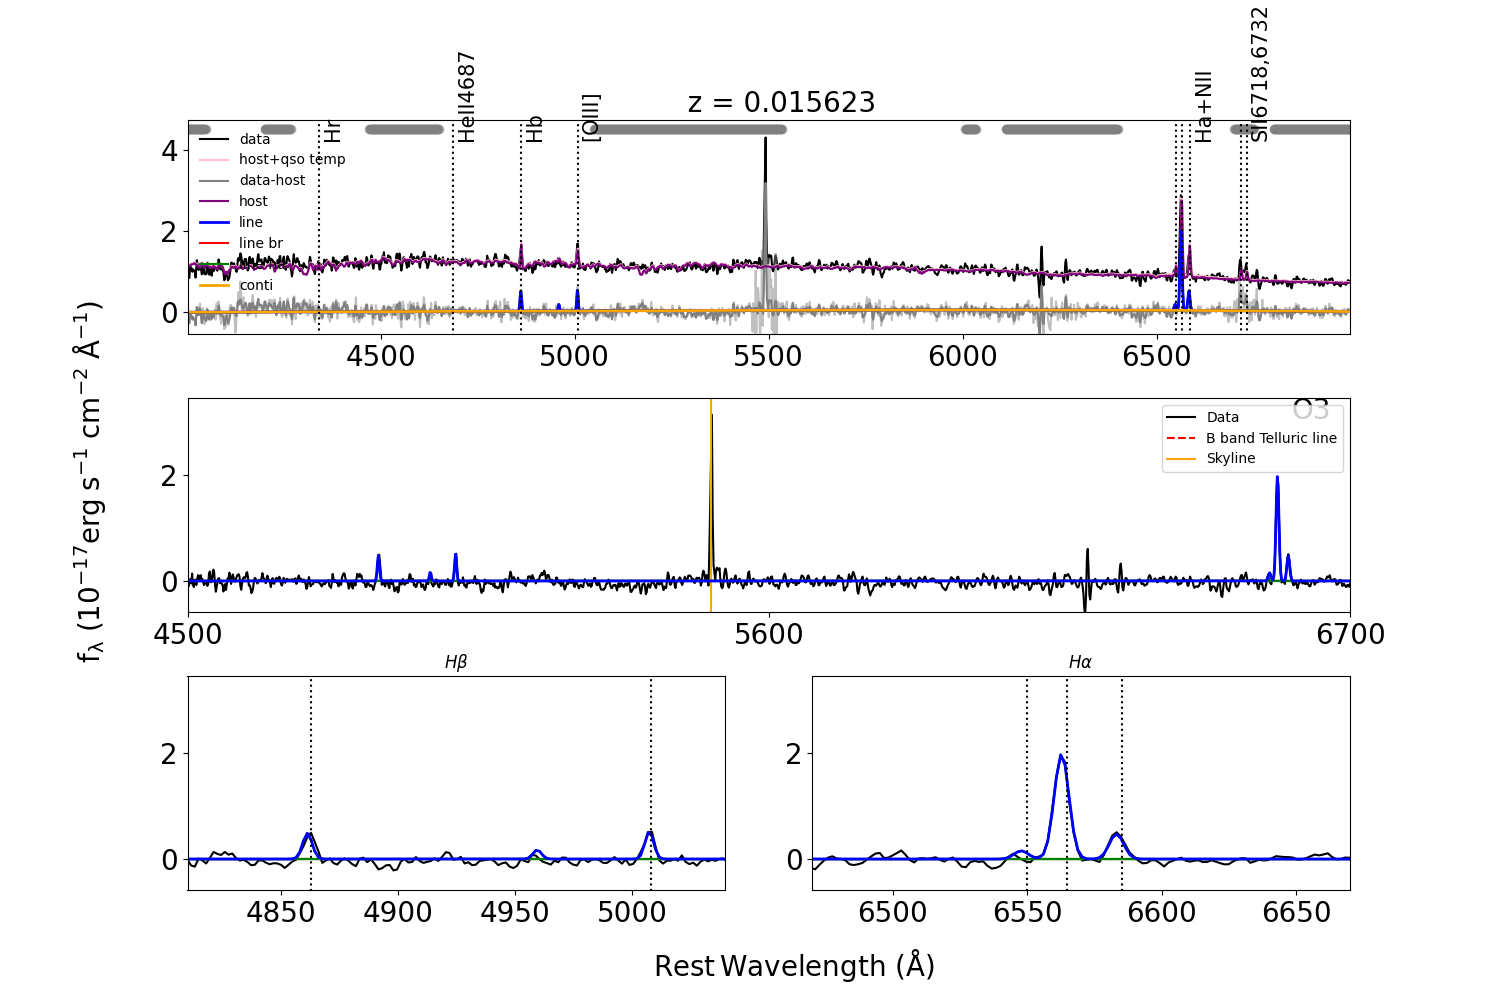 z = 0.015623
Hr
HeII4687
Hb
[OIII]
Ha+NII
SII6718,6732
data
host+qso temp
data-host
host
line
line br
conti
4
2
0
4500
5000
5500
6000
6500
O3
Data
B band Telluric line
Skyline
2
0
4500
5600
6700
fλ (10−17erg s−1 cm−2 Å−1)
Hβ
2
0
4850
4900
4950
5000
Hα
2
0
6500
6550
6600
6650
Rest Wavelength (Å)